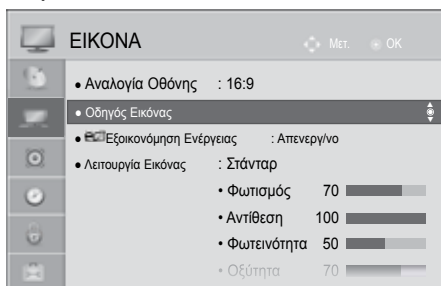 ΕΙΚΟΝΑ Μετ. OK
• Αναλογία Οθόνης : 16:9
• Οδηγός Εικόνας
• Εξοικονόμηση Ενέργειας : Απενεργ/νο
• Λειτουργία Εικόνας : Στάνταρ
• Φωτισμός 70
• Αντίθεση 100
• Φωτεινότητα 50
• Οξύτητα 70